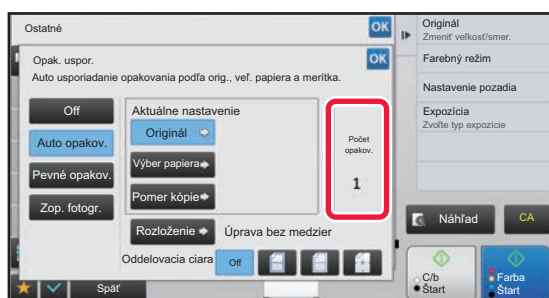 Ostatné
OK
Opak. uspor.
OK
Auto usporiadanie opakovania podľa orig., veľ. papiera a merítka.
Off
Auto opakov.
Pevné opakov.
Zop. fotogr.
Aktuálne nastavenie
Originál
Výber papiera
Pomer kópie
Rozloženie
Úprava bez medzier
Oddelovacia ciara
Off
Počet
opakov.
1
Späť
Originál
Zmeniť veľkosť/smer.
Farebný režim
Nastavenie pozadia
Expozícia
Zvoľte typ expozície
Náhľad
CA
C/b
Štart
Farba
Štart